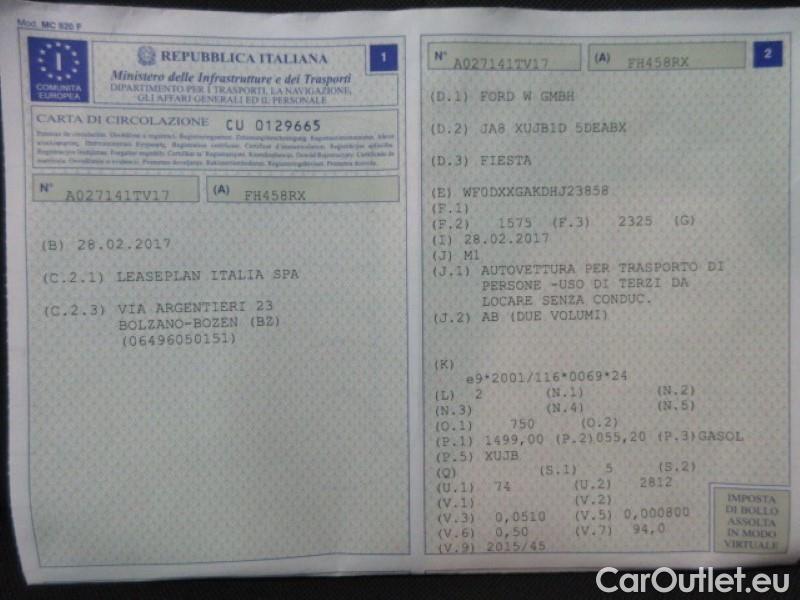 Mod. MC 820 F
I
COMUNITA'
EUROPEA
REPUBBLICA ITALIANA
1
Ministero delle Infrastrutture e dei Trasporti
DIPARTIMENTO PER I TRASPORTI, LA NAVIGAZIONE,
GLI AFFARI GENERALI ED IL PERSONALE
CARTA DI CIRCOLAZIONE CU 0129665
N° A027141TV17 (A) FH458RX
(B) 28.02.2017
(C.2.1) LEASEPLAN ITALIA SPA
(C.2.3) VIA ARGENTIERI 23
BOLZANO-BOZEN (BZ)
(06496050151)
N° A027141TV17 (A) FH458RX 2
(D.1) FORD W GMBH
(D.2) JA8 XUJB1D 5DEABX
(D.3) FIESTA
(E) WF0DXXGAKDHJ23858
(F.1)
(F.2) 1575 (F.3) 2325 (G)
(I) 28.02.2017
(J) M1
(J.1) AUTOVETTURA PER TRASPORTO DI
PERSONE -USO DI TERZI DA
LOCARE SENZA CONDUC.
(J.2) AB (DUE VOLUMI)
(K)
e9*2001/116*0069*24
(L) 2 (N.1) (N.2)
(N.3) (N.4) (N.5)
(O.1) 750 (O.2)
(P.1) 1499,00 (P.2)055,20 (P.3)GASOL
(P.5) XUJB
(Q) (S.1) 5 (S.2)
(U.1) 74 (U.2) 2812
(V.1) (V.2)
(V.3) 0,0510 (V.5) 0,000800
(V.6) 0,50 (V.7) 94,0
(V.9) 2015/45
IMPOSTA
DI BOLLO
ASSOLTA
IN MODO
VIRTUALE
CarOutlet.eu